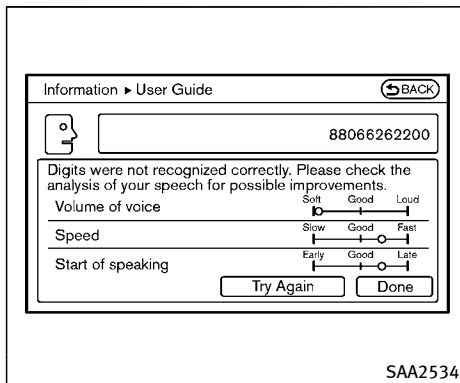 Information ▸ User Guide
BACK
88066262200
Digits were not recognized correctly. Please check the
analysis of your speech for possible improvements.
Volume of voice
Soft Good Loud
Speed
Slow Good Fast
Start of speaking
Early Good Late
Try Again Done
SAA2534